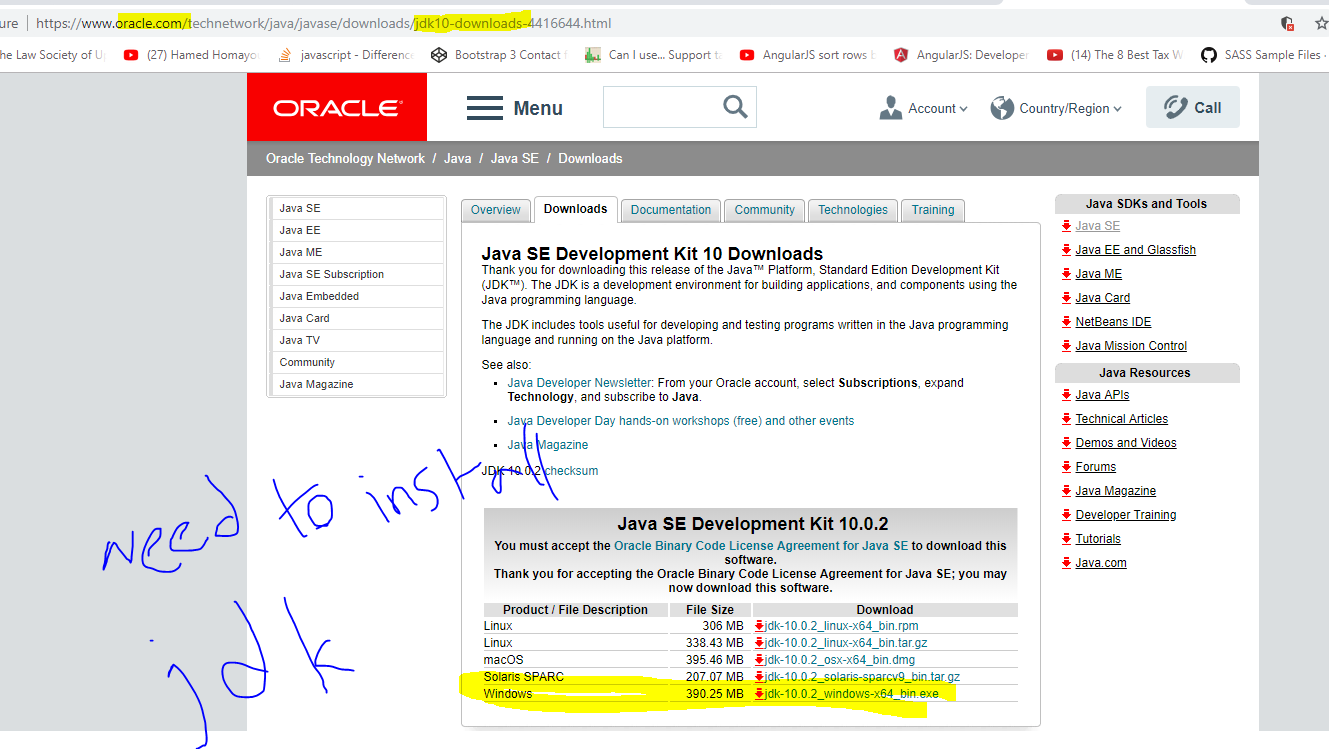 ure | https://www.oracle.com/technetwork/java/javase/downloads/jdk10-downloads-4416644.html
he Law Society of U (27) Hamed Homayo javascript - Difference Bootstrap 3 Contact f Can I use... Support ta AngularJS sort rows b AngularJS: Developer (14) The 8 Best Tax W SASS Sample Files
ORACLE Menu Account Country/Region Call
Oracle Technology Network / Java / Java SE / Downloads
Java SE
Java EE
Java ME
Java SE Subscription
Java Embedded
Java Card
Java TV
Community
Java Magazine
Overview Downloads Documentation Community Technologies Training
Java SE Development Kit 10 Downloads
Thank you for downloading this release of the Java™ Platform, Standard Edition Development Kit
(JDK™). The JDK is a development environment for building applications, and components using the
Java programming language.
The JDK includes tools useful for developing and testing programs written in the Java programming
language and running on the Java platform.
See also:
Java Developer Newsletter: From your Oracle account, select Subscriptions, expand
Technology, and subscribe to Java.
Java Developer Day hands-on workshops (free) and other events
Java Magazine
JDK 10.0.2 checksum
need to install
jdk
Java SE Development Kit 10.0.2
You must accept the Oracle Binary Code License Agreement for Java SE to download this
software.
Thank you for accepting the Oracle Binary Code License Agreement for Java SE; you may
now download this software.
Product / File Description File Size Download
Linux 306 MB jdk-10.0.2_linux-x64_bin.rpm
Linux 338.43 MB jdk-10.0.2_linux-x64_bin.tar.gz
macOS 395.46 MB jdk-10.0.2_osx-x64_bin.dmg
Solaris SPARC 207.07 MB jdk-10.0.2_solaris-sparcv9_bin.tar.gz
Windows 390.25 MB jdk-10.0.2_windows-x64_bin.exe
Java SDKs and Tools
Java SE
Java EE and Glassfish
Java ME
Java Card
NetBeans IDE
Java Mission Control
Java Resources
Java APIs
Technical Articles
Demos and Videos
Forums
Java Magazine
Developer Training
Tutorials
Java.com